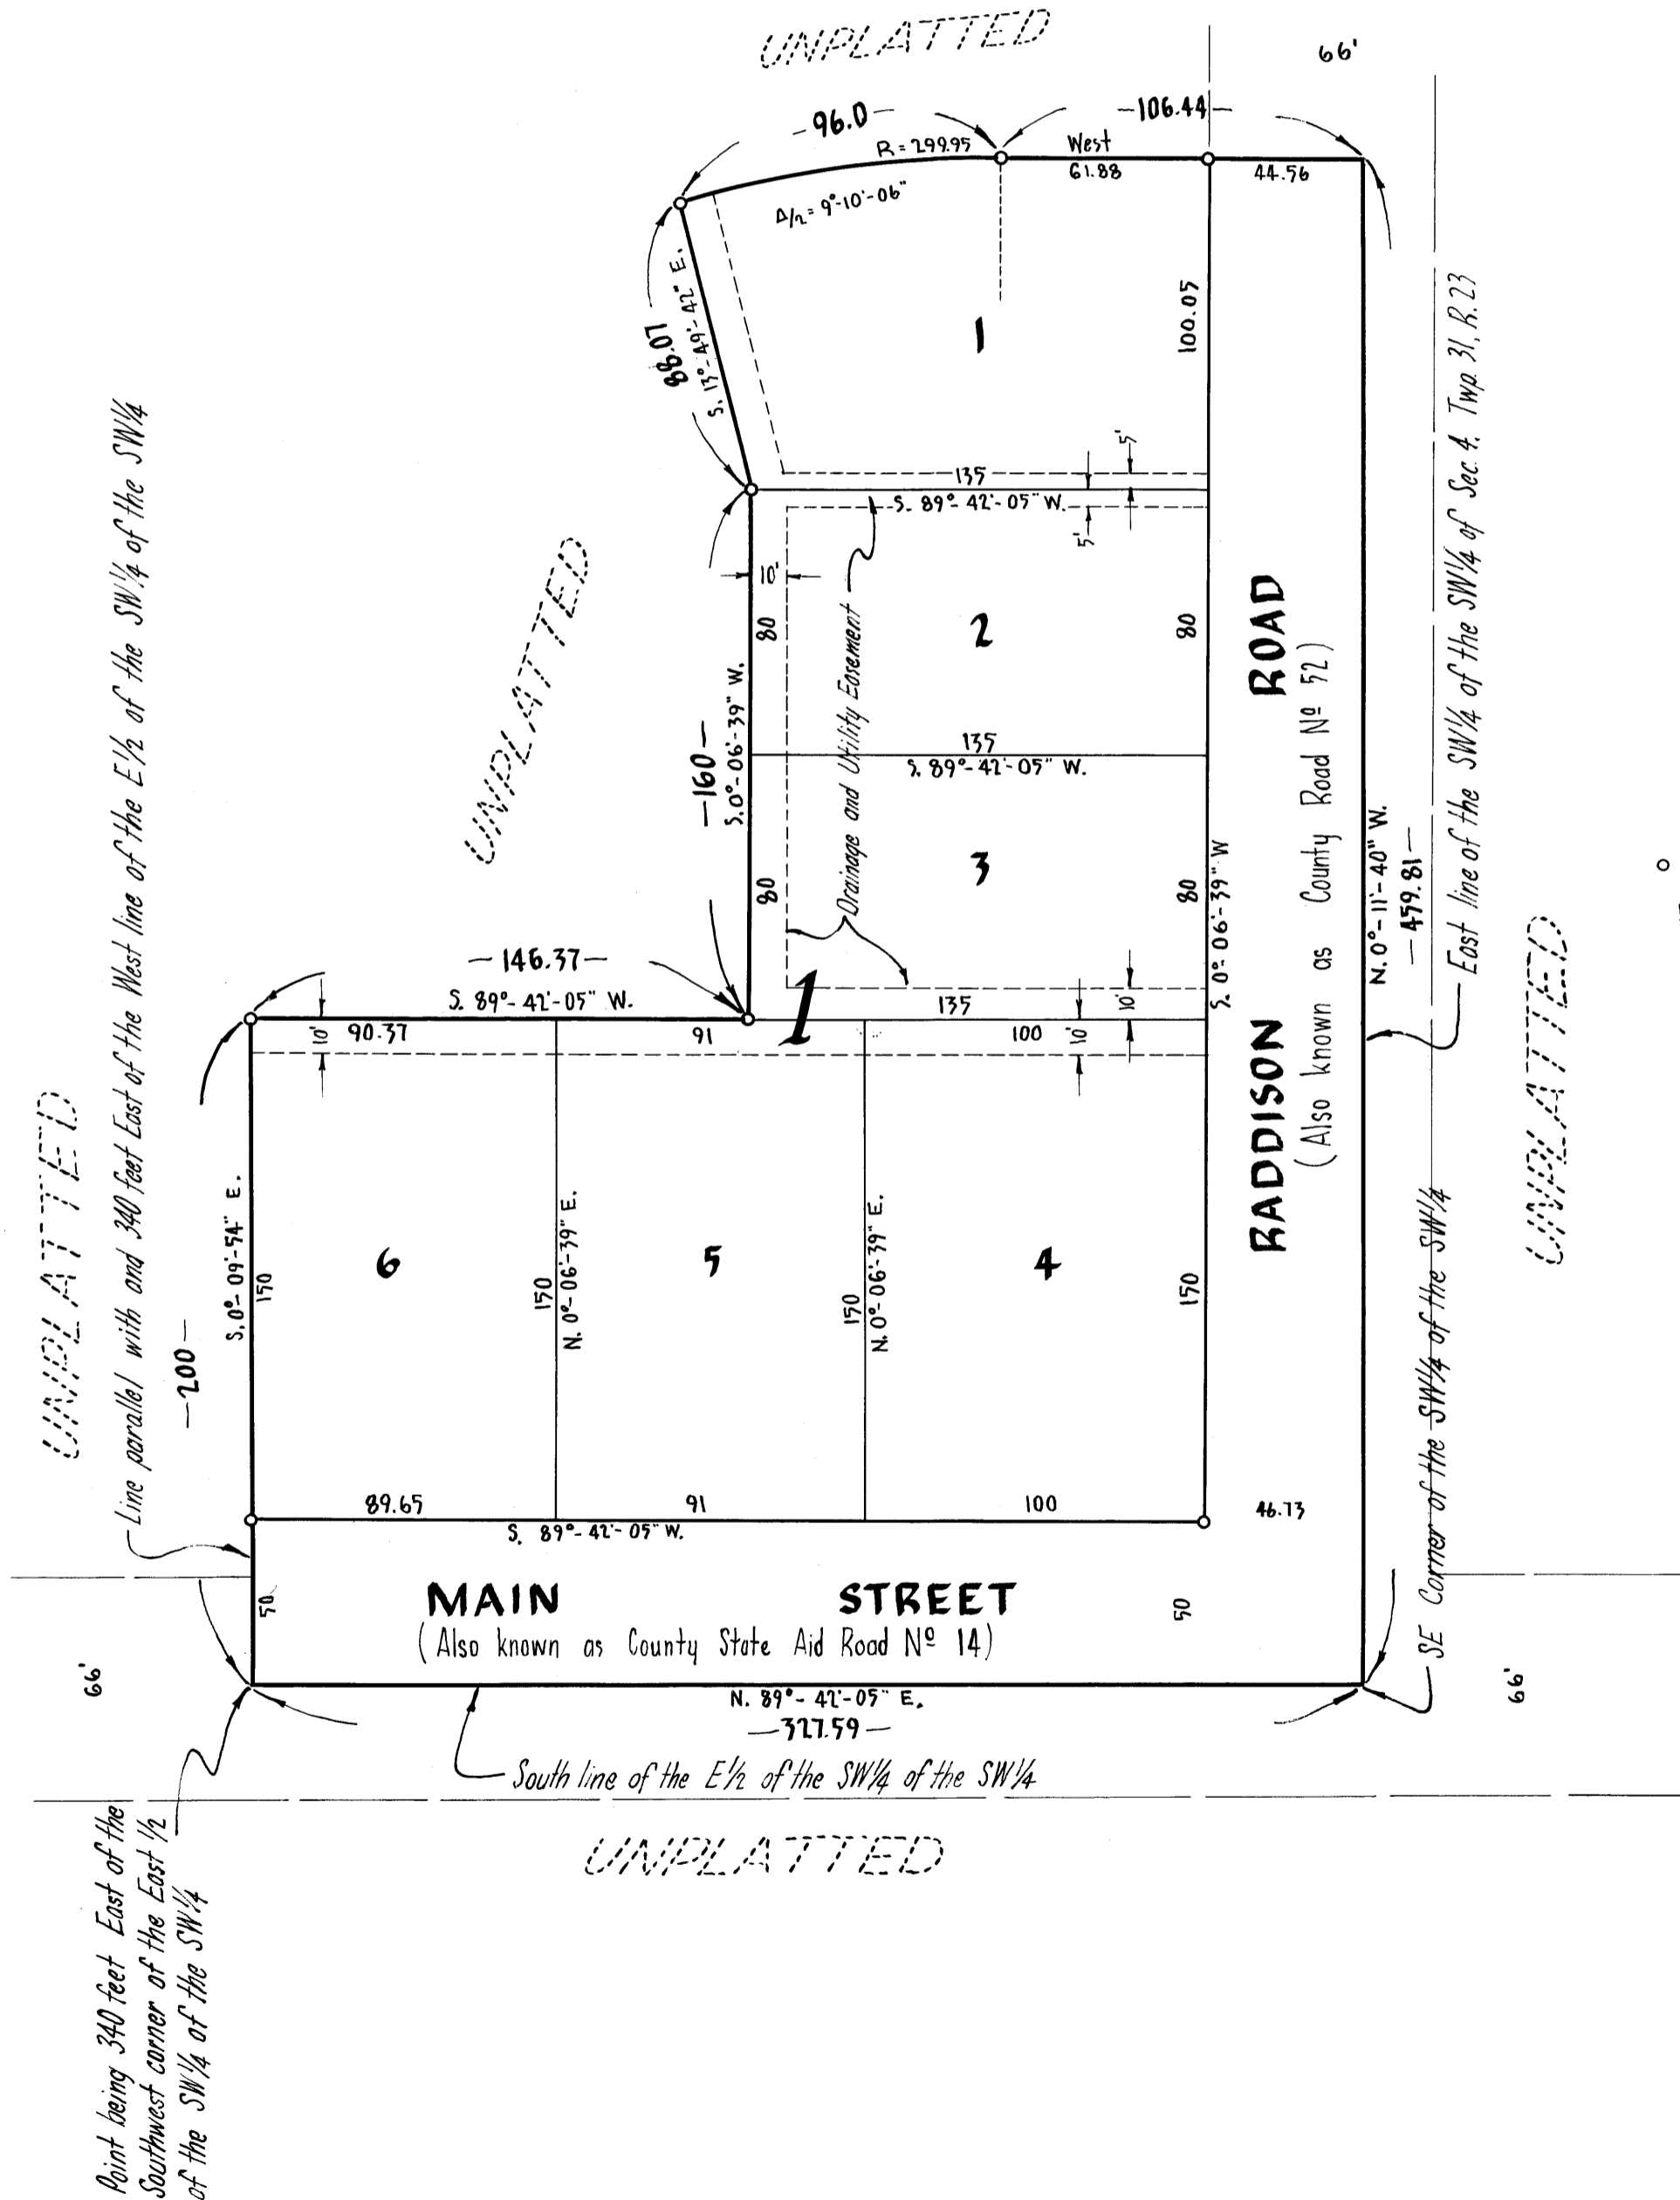 UNPLATTED
66'
-96.0-
-106.44-
R = 299.95
West
61.88
44.56
Δ/2 = 9°-10'-06"
88.07
S. 13°-49'-42" E.
1
100.05
5'
135
S. 89°-42'-05" W.
5'
10'
80
2
80
UNPLATTED
-160-
S. 0°-06'-39" W.
Drainage and Utility Easement
135
S. 89°-42'-05" W.
3
80
80
S. 0°-06'-39" W
RADDISON ROAD
(Also known as County Road Nº 52)
N. 0°-11'-40" W.
-459.81-
East line of the SW¼ of the SW¼ of Sec. 4. Twp. 31, R.23
UNPLATTED
-146.37-
S. 89°-42'-05" W.
10'
90.37
91
1
135
100
10'
10'
UNPLATTED
Line parallel with and 340 feet East of the West line of the E½ of the SW¼ of the SW¼
-200-
S. 0°-09'-54" E.
150
6
150
N. 0°-06'-39" E.
5
150
N. 0°-06'-39" E.
4
150
89.65
91
100
46.73
S. 89°-42'-05" W.
50
MAIN STREET
(Also known as County State Aid Road Nº 14)
50
SE Corner of the SW¼ of the SW¼
66'
66'
N. 89°-42'-05" E.
-327.59-
South line of the E½ of the SW¼ of the SW¼
UNPLATTED
Point being 340 feet East of the
Southwest corner of the East ½
of the SW¼ of the SW¼